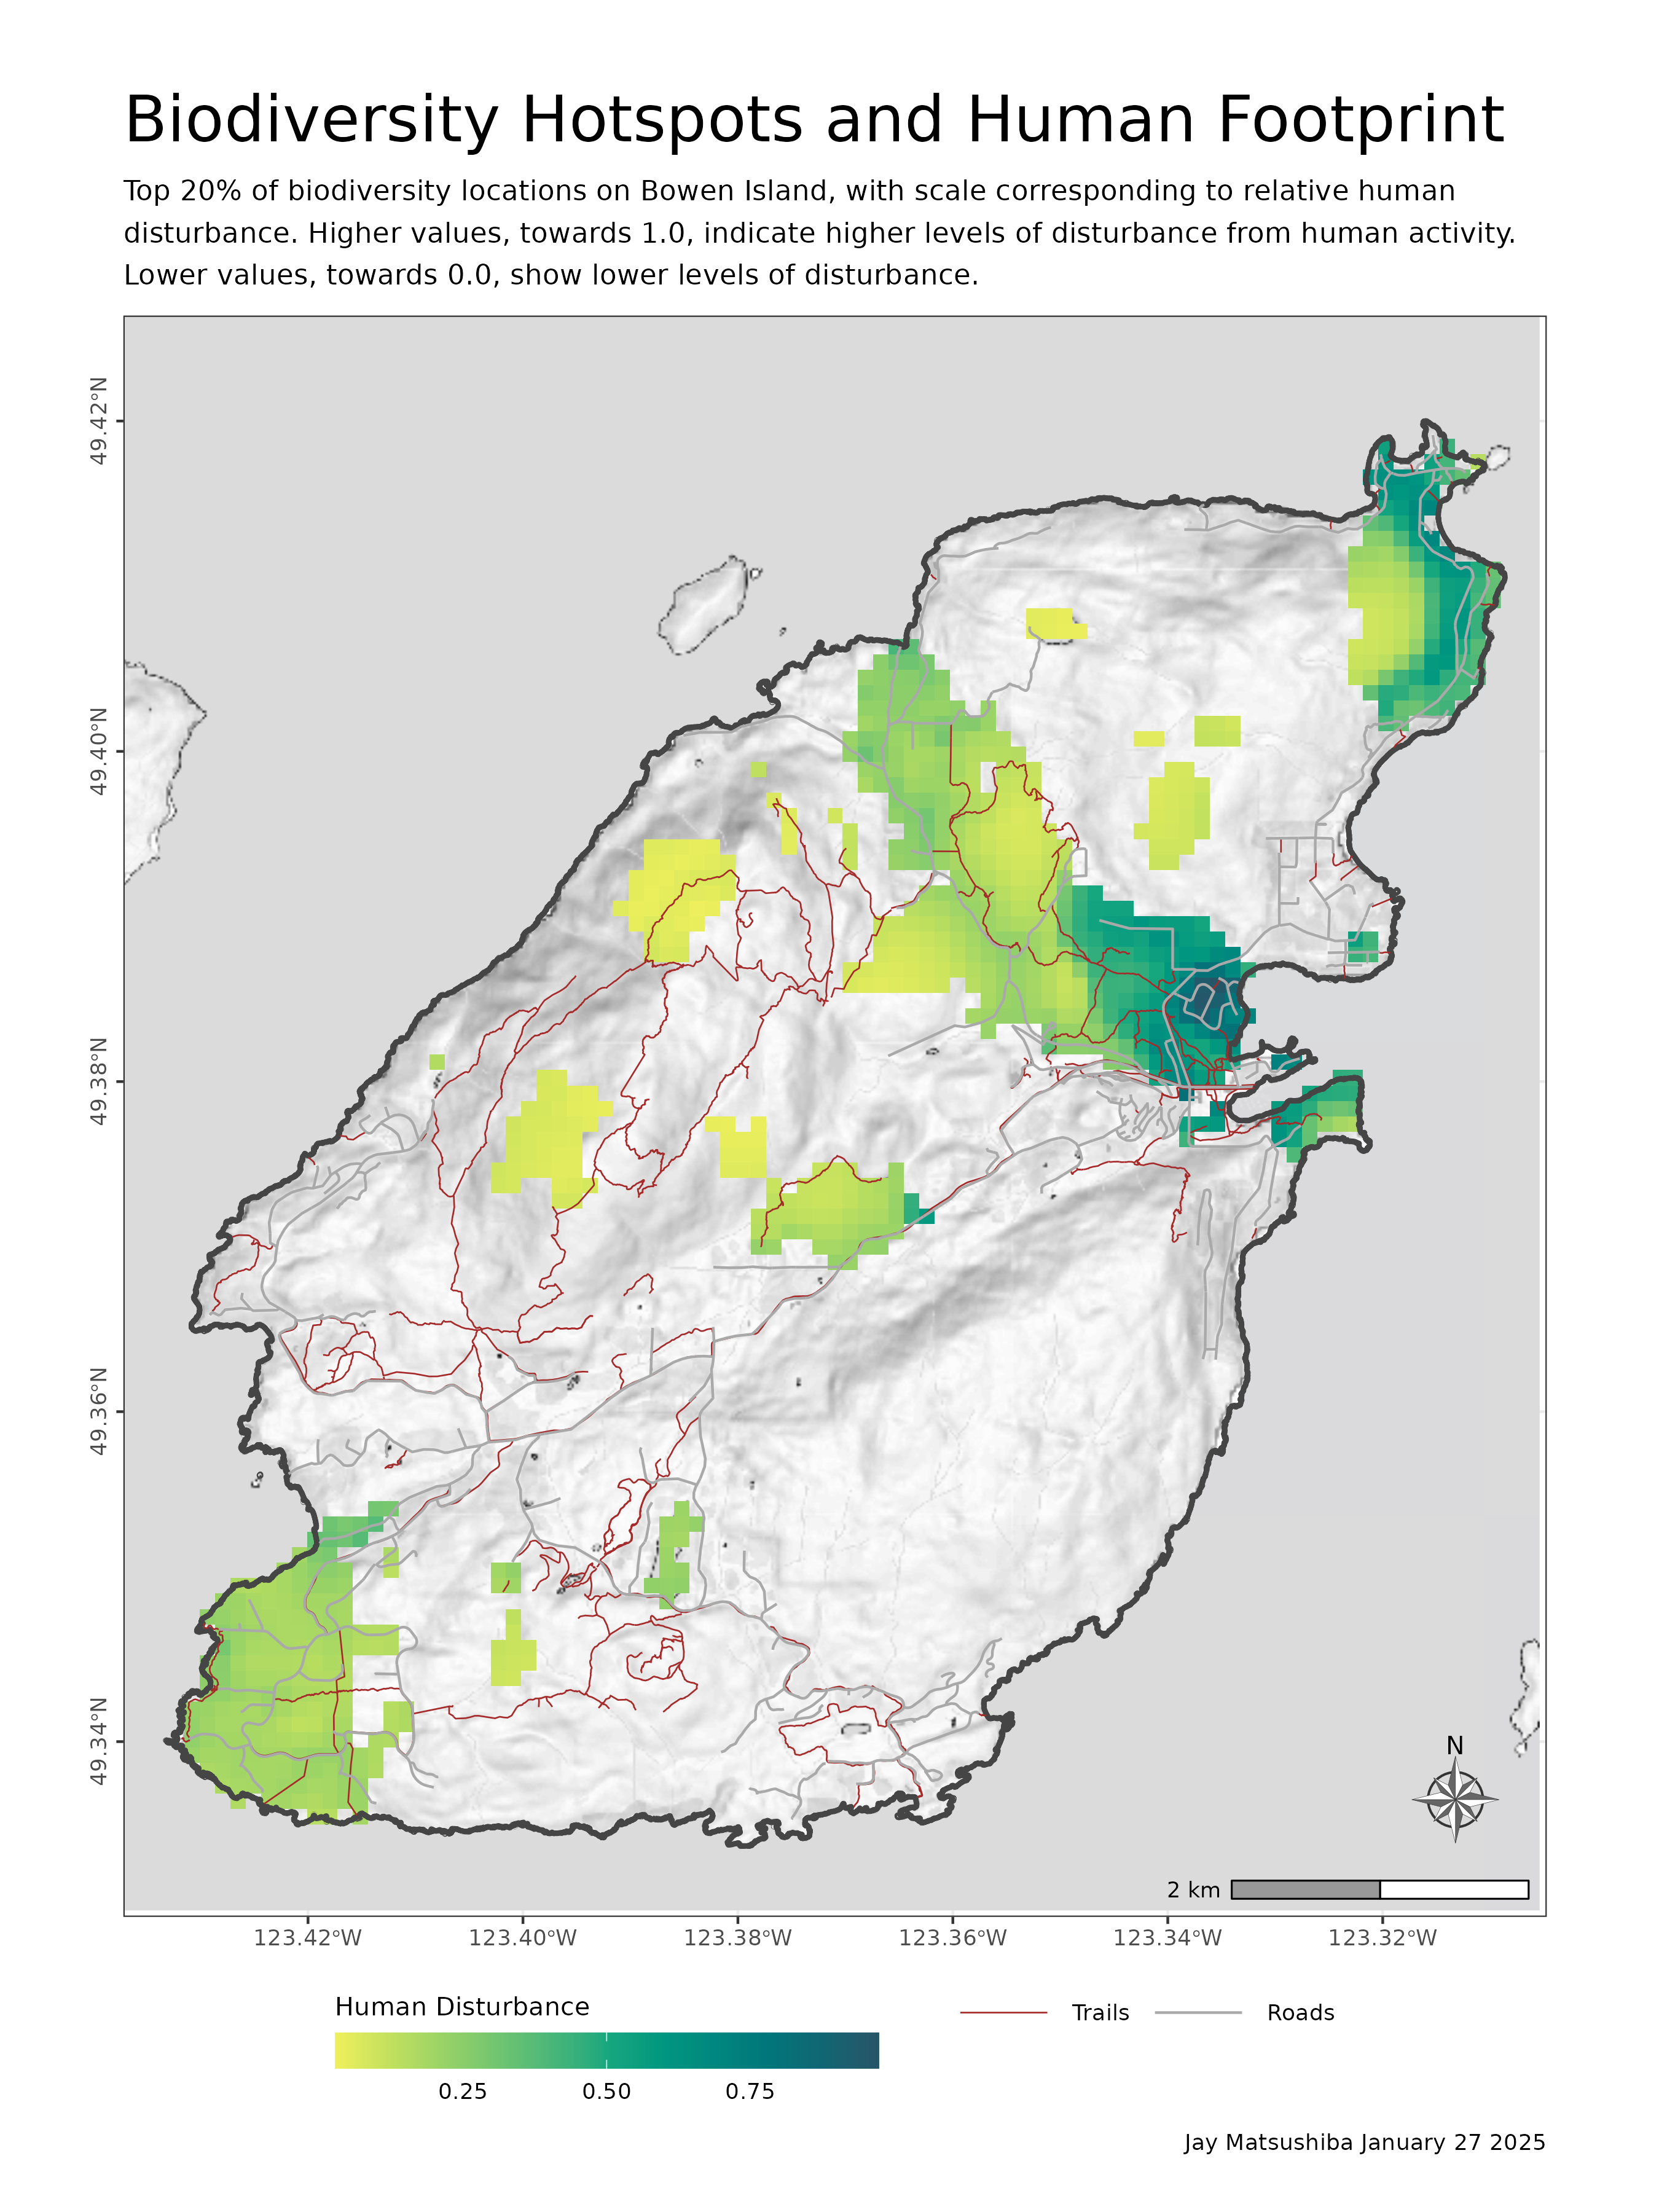 Biodiversity Hotspots and Human Footprint
Top 20% of biodiversity locations on Bowen Island, with scale corresponding to relative human
disturbance. Higher values, towards 1.0, indicate higher levels of disturbance from human activity.
Lower values, towards 0.0, show lower levels of disturbance.
49.42°N
49.40°N
49.38°N
49.36°N
49.34°N
N
2 km
123.42°W
123.40°W
123.38°W
123.36°W
123.34°W
123.32°W
Human Disturbance
0.25
0.50
0.75
Trails
Roads
Jay Matsushiba January 27 2025